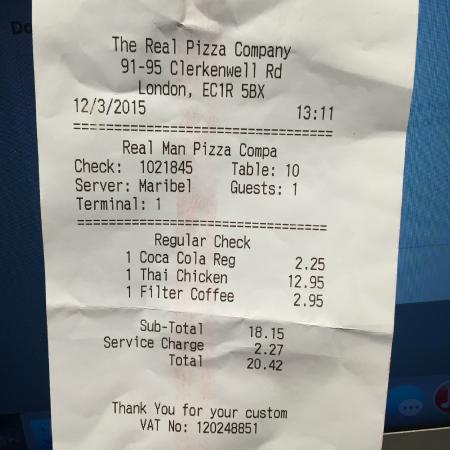 The Real Pizza Company
91-95 Clerkenwell Rd
London, EC1R 5BX
12/3/2015 13:11
=================================
Real Man Pizza Compa
Check: 1021845 Table: 10
Server: Maribel Guests: 1
Terminal: 1
=================================
Regular Check
1 Coca Cola Reg 2.25
1 Thai Chicken 12.95
1 Filter Coffee 2.95
Sub-Total 18.15
Service Charge 2.27
Total 20.42
Thank You for your custom
VAT No: 120248851